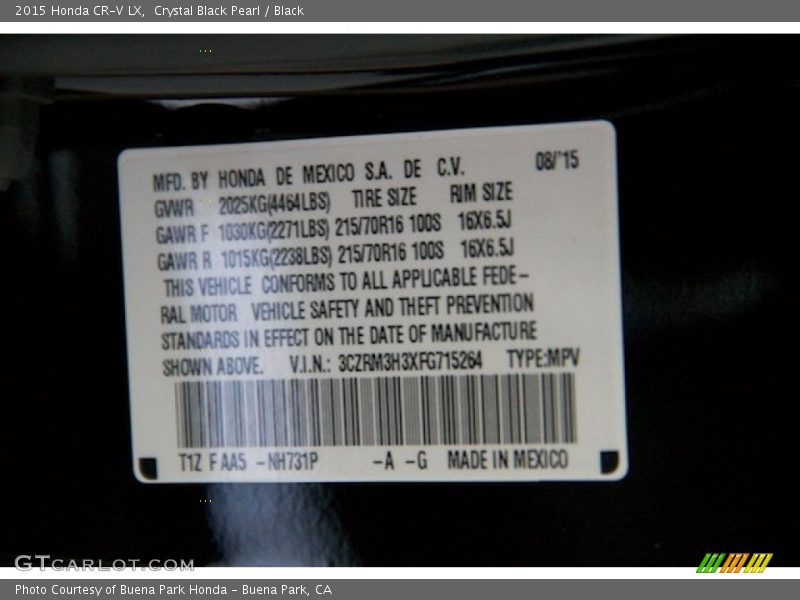 2015 Honda CR-V LX, Crystal Black Pearl / Black
MFD. BY HONDA DE MEXICO S.A. DE C.V. 08/'15
GVWR 2025KG(4464LBS) TIRE SIZE RIM SIZE
GAWR F 1030KG(2271LBS) 215/70R16 100S 16X6.5J
GAWR R 1015KG(2238LBS) 215/70R16 100S 16X6.5J
THIS VEHICLE CONFORMS TO ALL APPLICABLE FEDE-
RAL MOTOR VEHICLE SAFETY AND THEFT PREVENTION
STANDARDS IN EFFECT ON THE DATE OF MANUFACTURE
SHOWN ABOVE. V.I.N.: 3CZRM3H3XFG715264 TYPE:MPV
T1Z F AA5 -NH731P -A -G MADE IN MEXICO
GTCARLOT.COM
Photo Courtesy of Buena Park Honda - Buena Park, CA